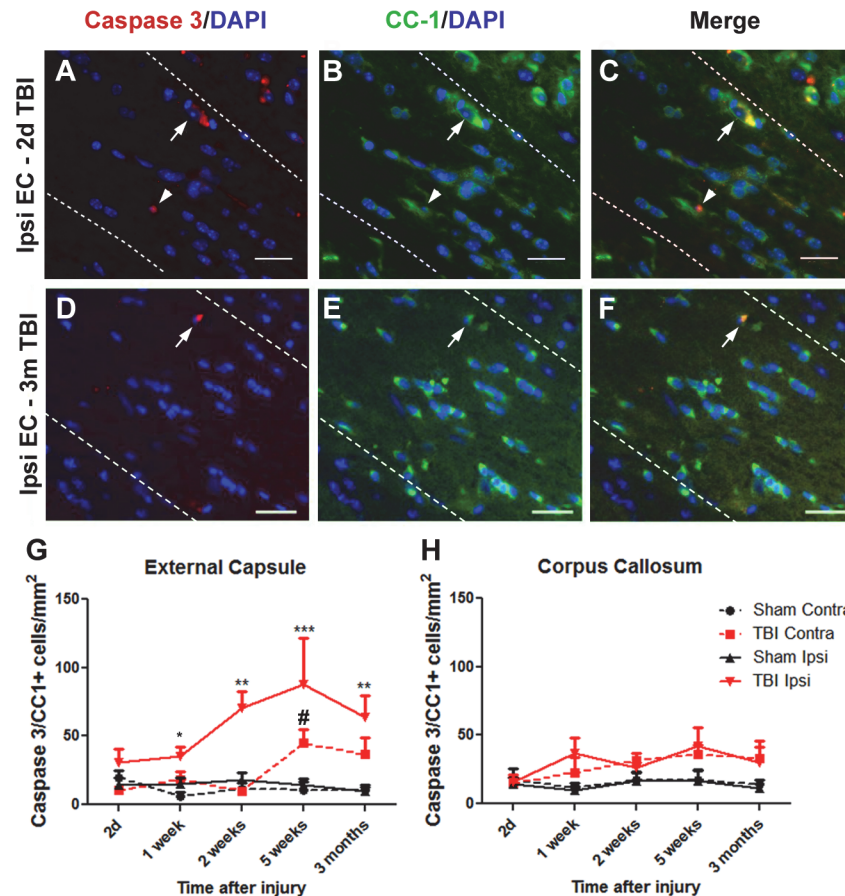 Caspase 3/DAPI CC-1/DAPI Merge
Ipsi EC - 2d TBI
A B C
Ipsi EC - 3m TBI
D E F
G
External Capsule
Caspase 3/CC1+ cells/mm²
150
100
50
0
*
**
***
#
**
2d 1 week 2 weeks 5 weeks 3 months
Time after injury
H
Corpus Callosum
Caspase 3/CC1+ cells/mm²
150
100
50
0
Sham Contra
TBI Contra
Sham Ipsi
TBI Ipsi
2d 1 week 2 weeks 5 weeks 3 months
Time after injury